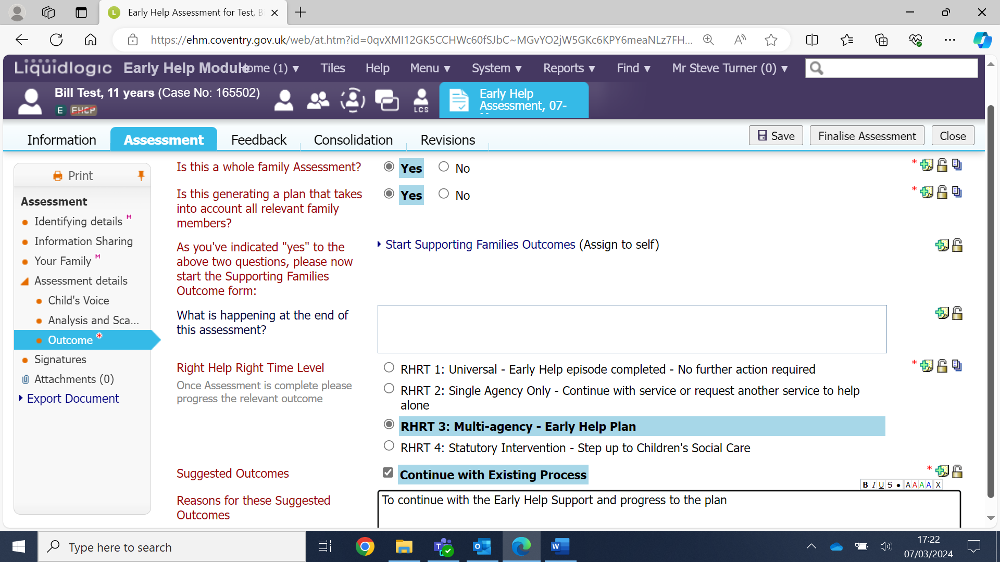 Early Help Assessment for Test, B
https://ehm.coventry.gov.uk/web/at.htm?id=0qvXMI12GK5CCHWc60fSJbC~MGvYO2jW5GKc6KPY6meaNLz7FH...
Liquidlogic Early Help Module Home (1) Tiles Help Menu System Reports Find Mr Steve Turner (0)
Bill Test, 11 years (Case No: 165502)
E EHCP
LCS
Early Help
Assessment, 07-
Information Assessment Feedback Consolidation Revisions Save Finalise Assessment Close
Print
Assessment
Identifying details M
Information Sharing
Your Family M
Assessment details
Child's Voice
Analysis and Sca...
Outcome *
Signatures
Attachments (0)
Export Document
Is this a whole family Assessment? Yes No *
Is this generating a plan that takes
into account all relevant family
members?
Yes No *
As you've indicated "yes" to the
above two questions, please now
start the Supporting Families
Outcome form:
Start Supporting Families Outcomes (Assign to self)
What is happening at the end of
this assessment?
Right Help Right Time Level
Once Assessment is complete please
progress the relevant outcome
RHRT 1: Universal - Early Help episode completed - No further action required *
RHRT 2: Single Agency Only - Continue with service or request another service to help
alone
RHRT 3: Multi-agency - Early Help Plan
RHRT 4: Statutory Intervention - Step up to Children's Social Care
Suggested Outcomes Continue with Existing Process *
B I U S • A A A A X
Reasons for these Suggested
Outcomes
To continue with the Early Help Support and progress to the plan
Type here to search
17:22
07/03/2024